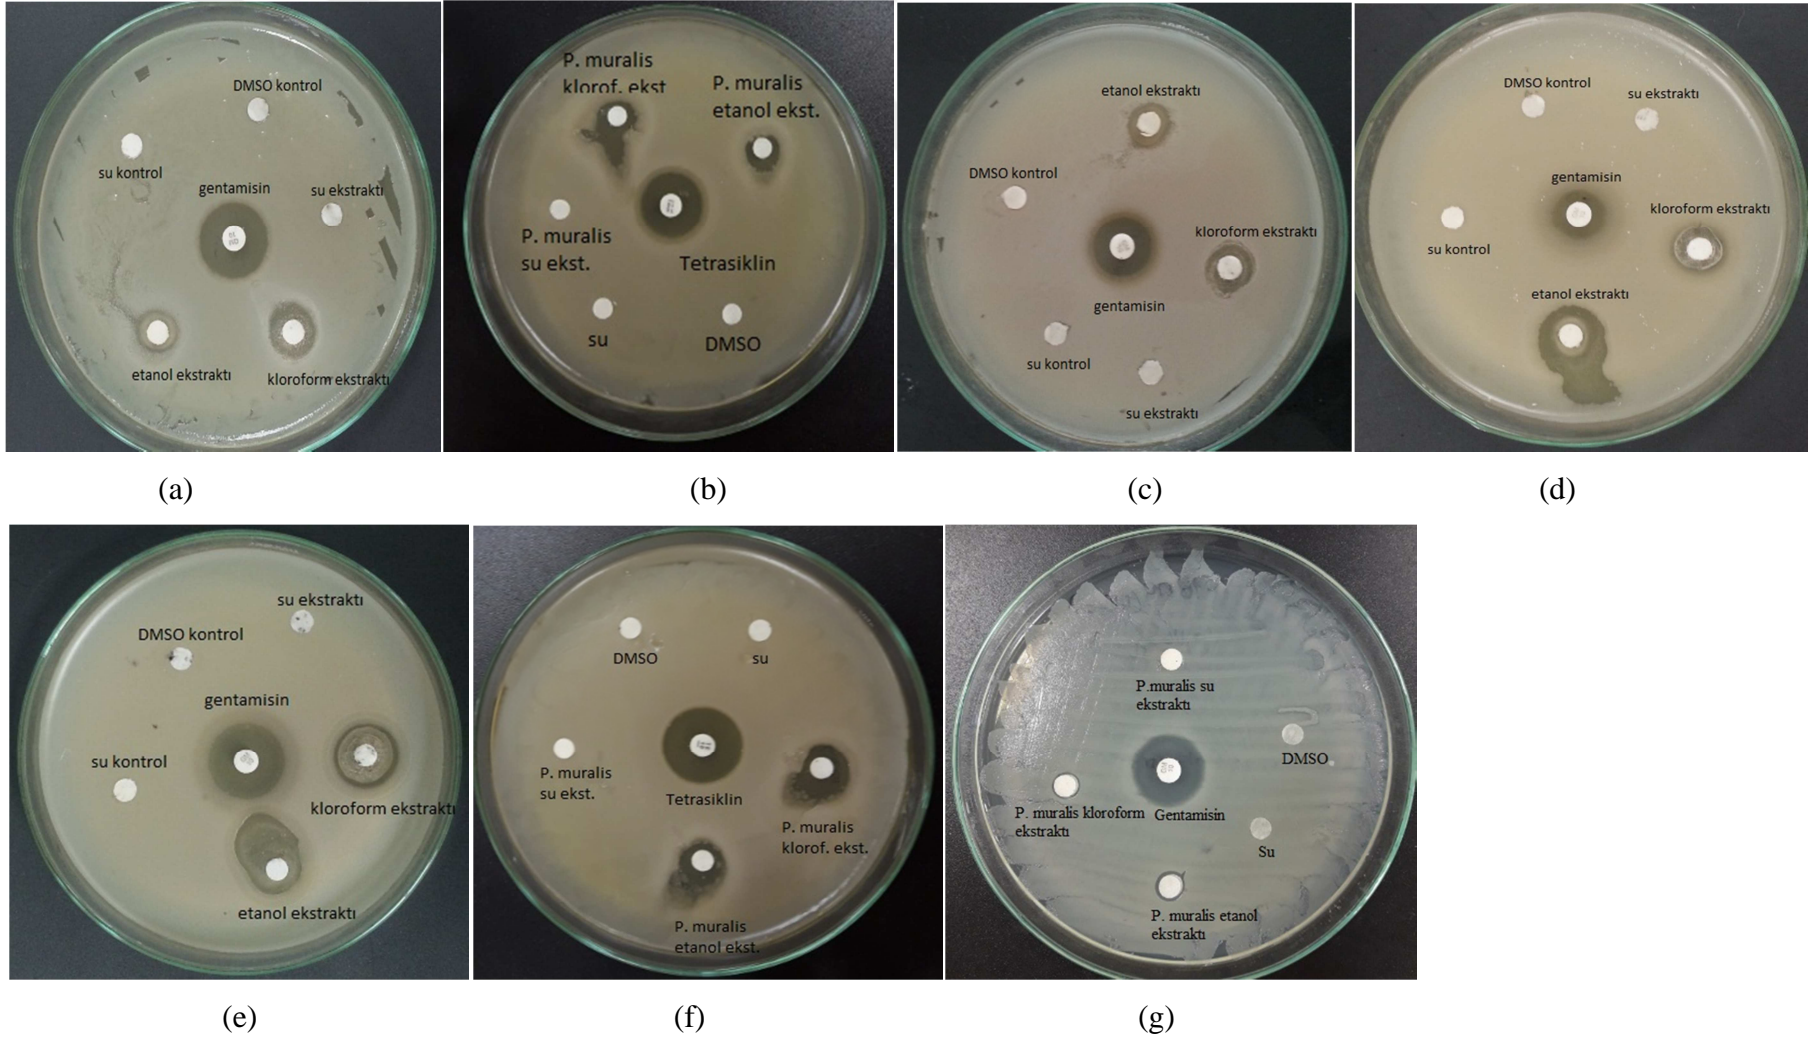 DMSO kontrol
su kontrol
gentamisin
su ekstraktı
etanol ekstraktı
kloroform ekstraktı
P. muralis
klorof. ekst
P. muralis
etanol ekst.
P. muralis
su ekst.
Tetrasiklin
su
DMSO
etanol ekstraktı
DMSO kontrol
kloroform ekstraktı
gentamisin
su kontrol
su ekstraktı
DMSO kontrol
su ekstraktı
gentamisin
kloroform ekstraktı
su kontrol
etanol ekstraktı
(a)
(b)
(c)
(d)
su ekstraktı
DMSO kontrol
gentamisin
su kontrol
kloroform ekstraktı
etanol ekstraktı
DMSO
su
P. muralis
su ekst.
Tetrasiklin
P. muralis
klorof. ekst.
P. muralis
etanol ekst.
P.muralis su
ekstraktı
DMSO
P. muralis kloroform
ekstraktı
Gentamisin
Su
P. muralis etanol
ekstraktı
(e)
(f)
(g)